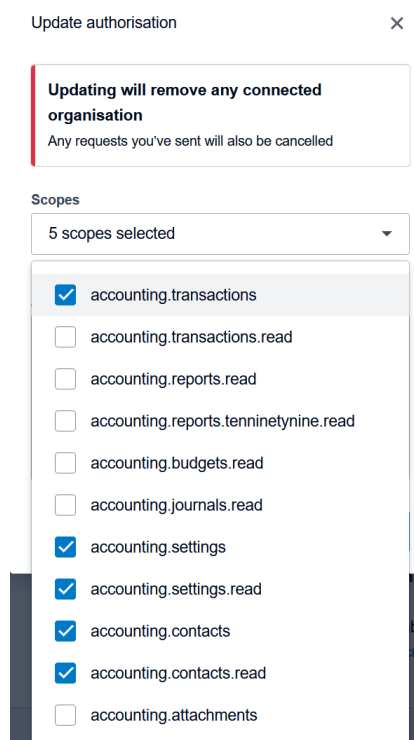 Update authorisation
Updating will remove any connected
organisation
Any requests you've sent will also be cancelled
Scopes
5 scopes selected
accounting.transactions
accounting.transactions.read
accounting.reports.read
accounting.reports.tenninetynine.read
accounting.budgets.read
accounting.journals.read
accounting.settings
accounting.settings.read
accounting.contacts
accounting.contacts.read
accounting.attachments